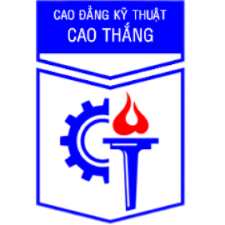 CAO ĐẲNG KỸ THUẬT
CAO THẮNG